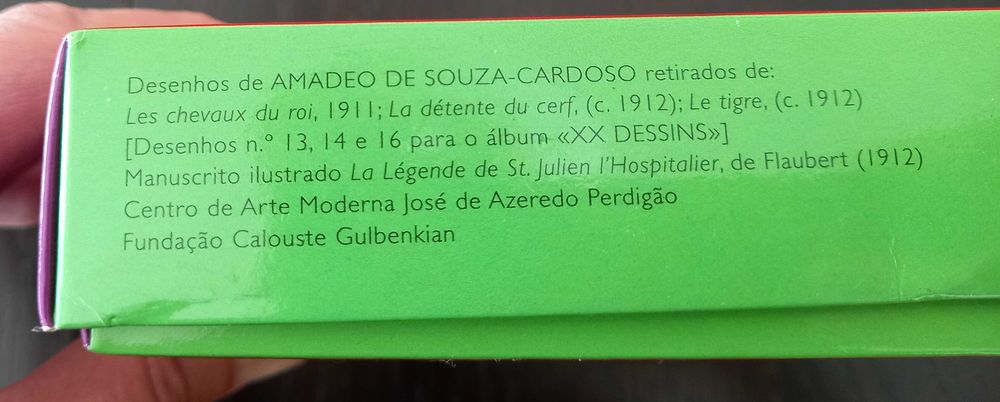 Desenhos de AMADEO DE SOUZA-CARDOSO retirados de:
Les chevaux du roi, 1911; La détente du cerf, (c. 1912); Le tigre, (c. 1912)
[Desenhos n.º 13, 14 e 16 para o álbum «XX DESSINS»]
Manuscrito ilustrado La Légende de St. Julien l'Hospitalier, de Flaubert (1912)
Centro de Arte Moderna José de Azeredo Perdigão
Fundação Calouste Gulbenkian